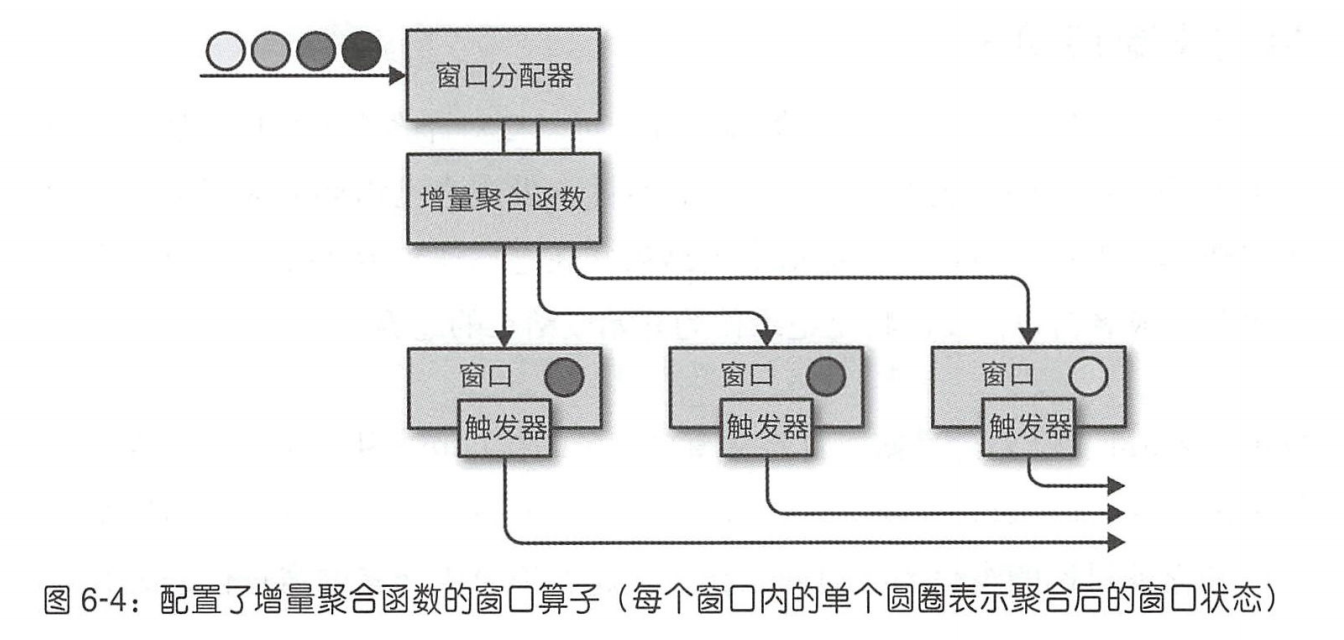 窗口分配器
增量聚合函数
窗口
窗口
窗口
触发器
触发器
触发器
图 6-4：配置了增量聚合函数的窗口算子（每个窗口内的单个圆圈表示聚合后的窗口状态）